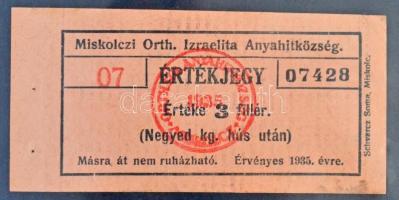 Miskolczi Orth. Izraelita Anyahitközség.
07
ÉRTÉKJEGY
07428
1935
Értéke 3 fillér.
(Negyed kg. hús után)
Másra át nem ruházható. Érvényes 1935. évre.
Schvarcz Soma, Miskolc.